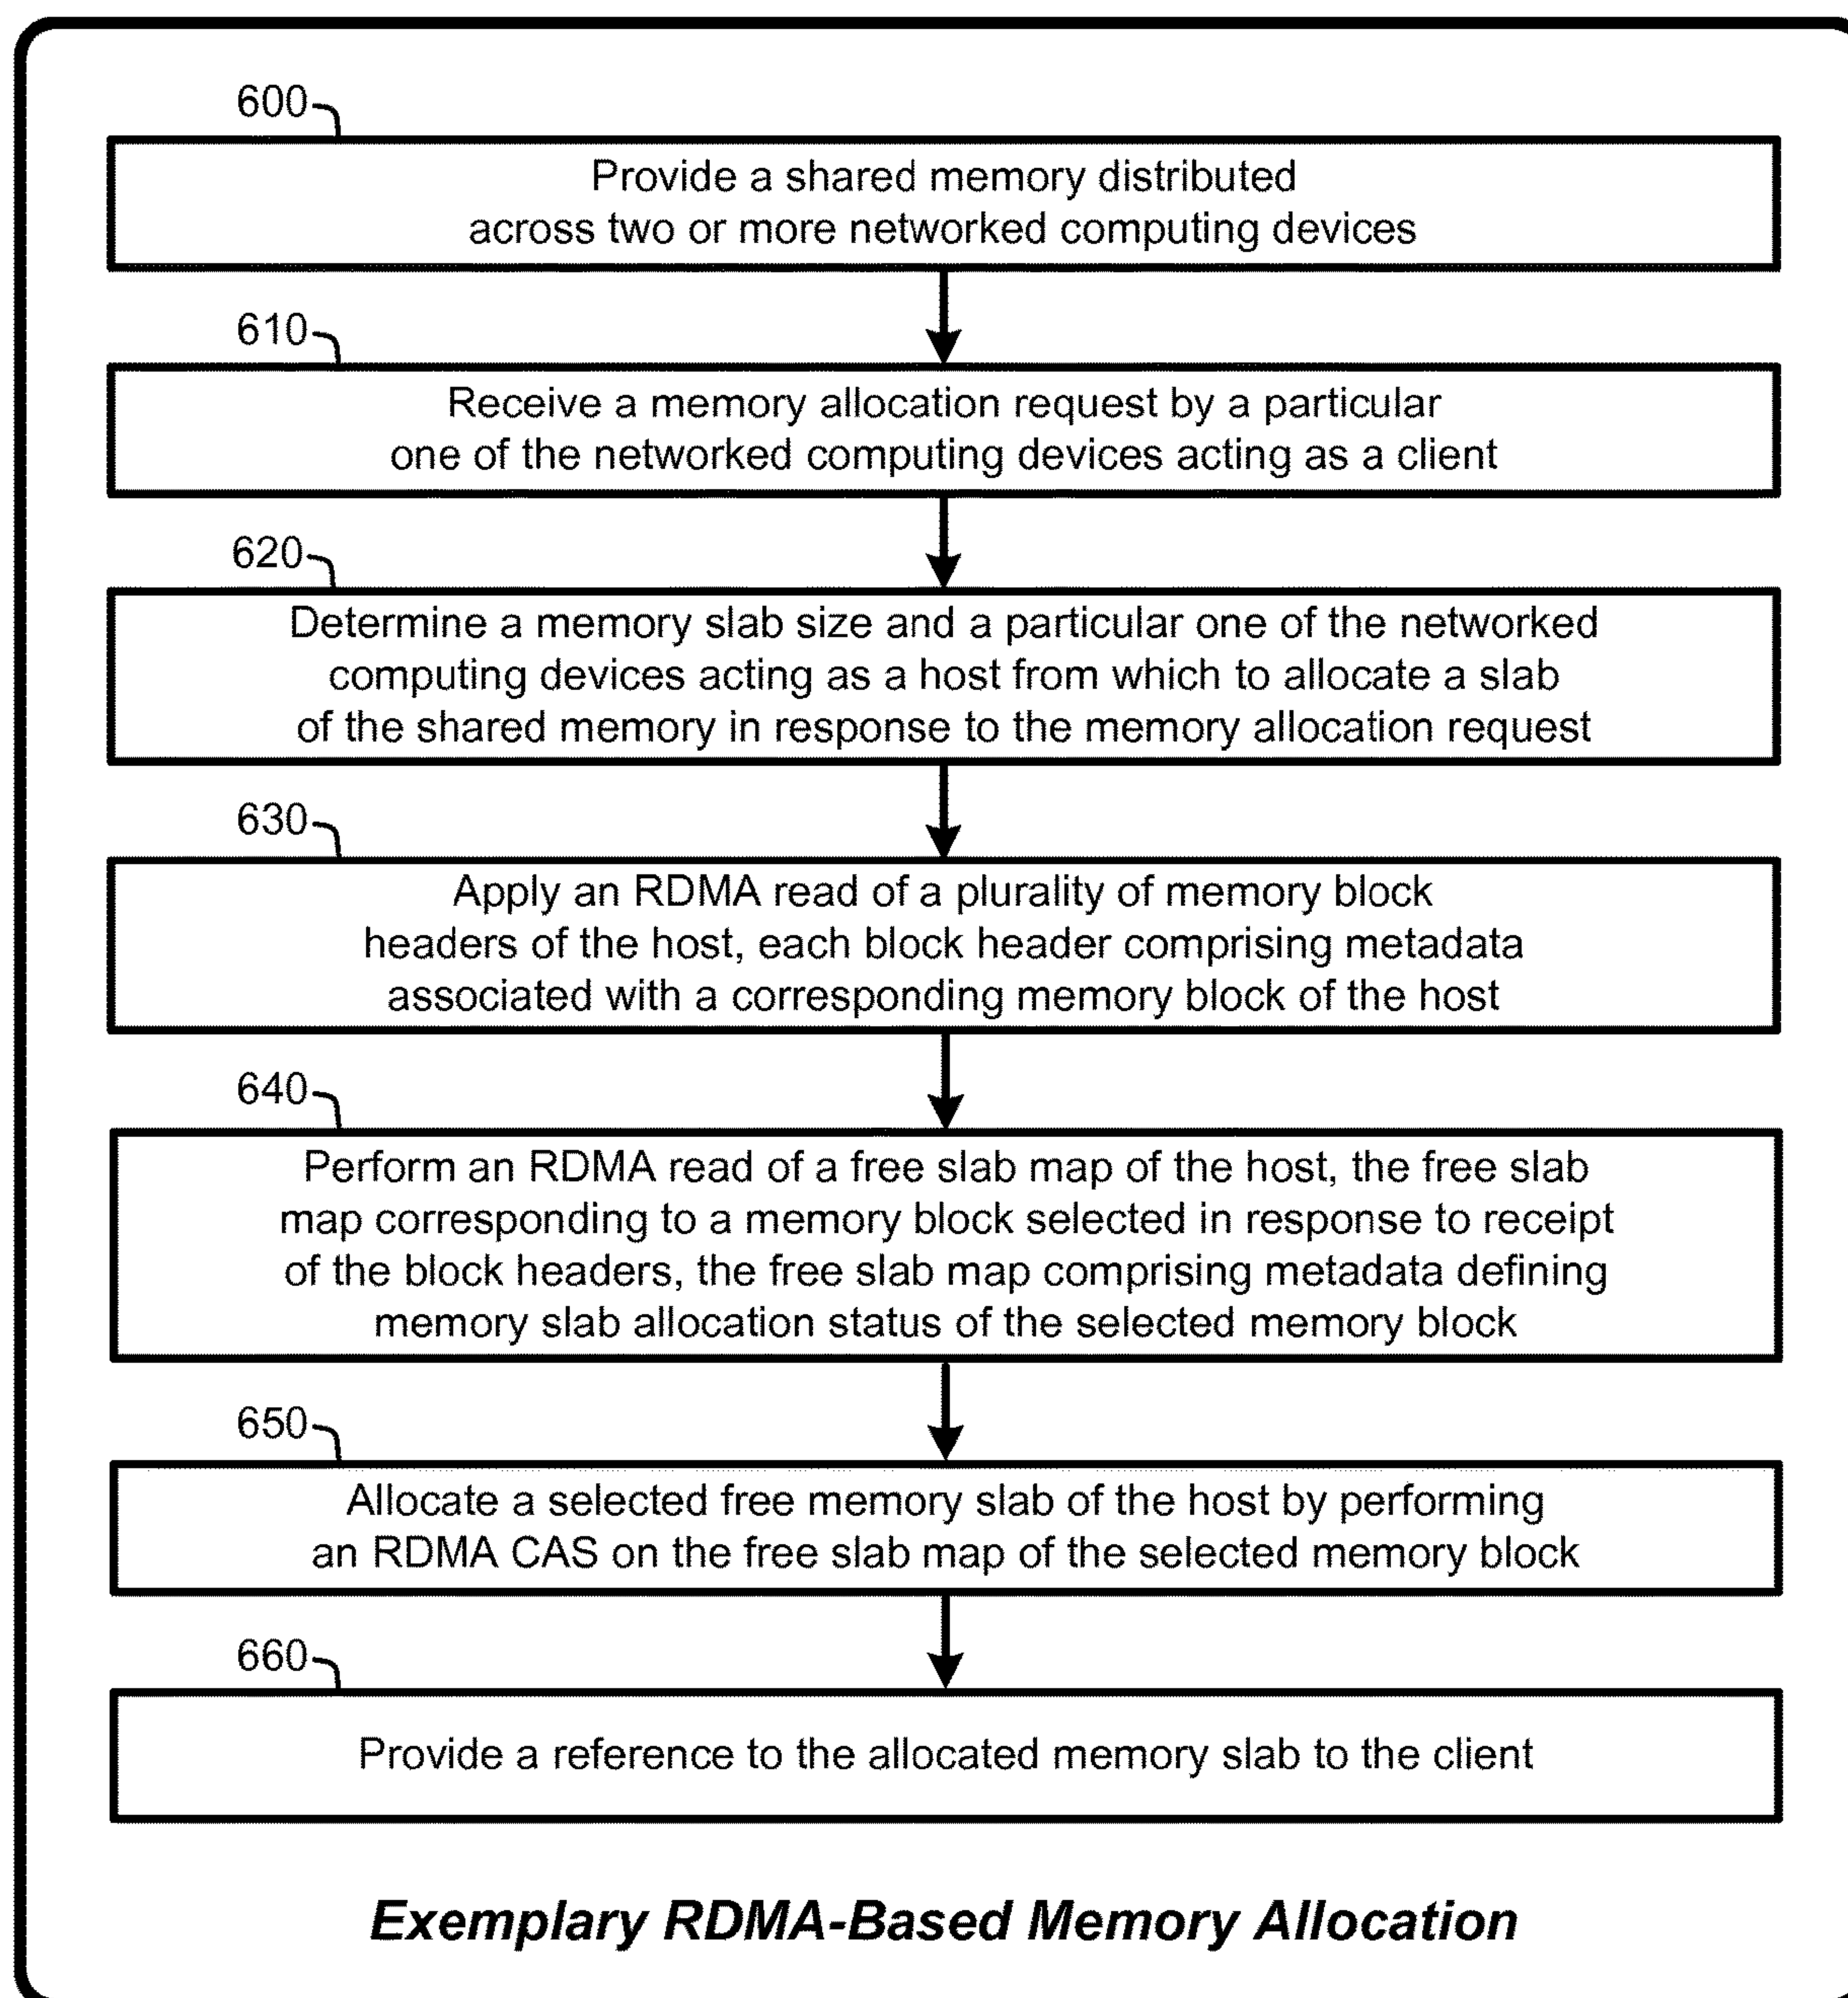 600
Provide a shared memory distributed
across two or more networked computing devices
610
Receive a memory allocation request by a particular
one of the networked computing devices acting as a client
620
Determine a memory slab size and a particular one of the networked
computing devices acting as a host from which to allocate a slab
of the shared memory in response to the memory allocation request
630
Apply an RDMA read of a plurality of memory block
headers of the host, each block header comprising metadata
associated with a corresponding memory block of the host
640
Perform an RDMA read of a free slab map of the host, the free slab
map corresponding to a memory block selected in response to receipt
of the block headers, the free slab map comprising metadata defining
memory slab allocation status of the selected memory block
650
Allocate a selected free memory slab of the host by performing
an RDMA CAS on the free slab map of the selected memory block
660
Provide a reference to the allocated memory slab to the client
Exemplary RDMA-Based Memory Allocation